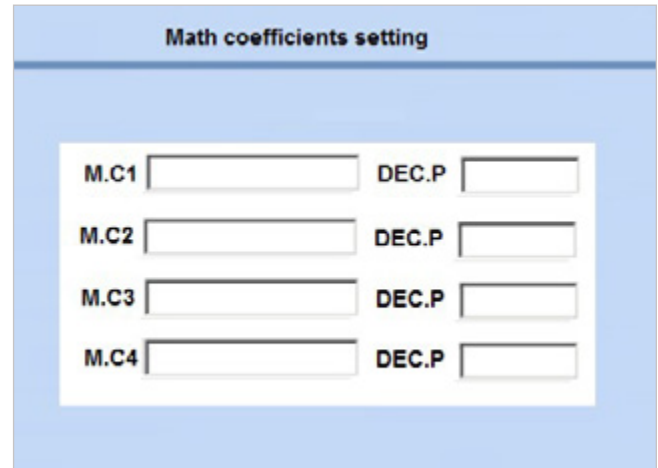 Math coefficients setting
M.C1 DEC.P
M.C2 DEC.P
M.C3 DEC.P
M.C4 DEC.P